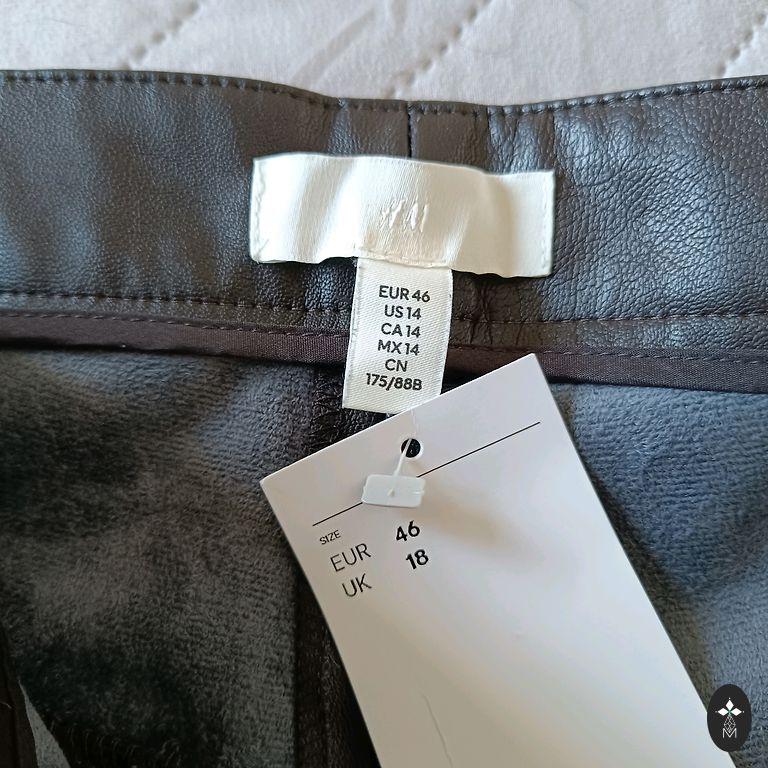 H&M
EUR 46
US 14
CA 14
MX 14
CN
175/88B
SIZE
EUR 46
UK 18
M